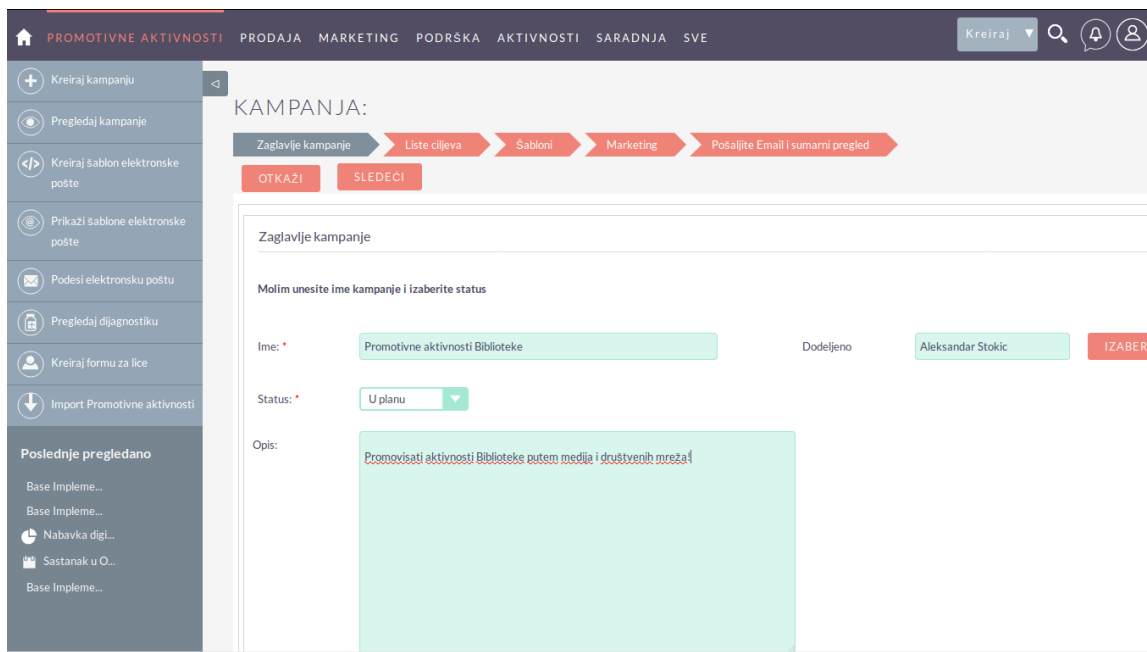 PROMOTIVNE AKTIVNOSTI PRODAJA MARKETING PODRŠKA AKTIVNOSTI SARADNJA SVE Kreiraj
Kreiraj kampanju
Pregledaj kampanje
Kreiraj šablon elektronske
pošte
Prikaži šablone elektronske
pošte
Podesi elektronsku poštu
Pregledaj dijagnostiku
Kreiraj formu za lice
Import Promotivne aktivnosti
Poslednje pregledano
Base Impleme...
Base Impleme...
Nabavka digi...
Sastanak u O...
Base Impleme...
KAMPANJA:
Zaglavlje kampanje Liste ciljeva Šabloni Marketing Pošaljite Email i sumarni pregled
OTKAŽI SLEDEĆI
Zaglavlje kampanje
Molim unesite ime kampanje i izaberite status
Ime: * Promotivne aktivnosti Biblioteke Dodeljeno Aleksandar Stokic IZABER
Status: * U planu
Opis:
Promovisati aktivnosti Biblioteke putem medija i društvenih mreža!